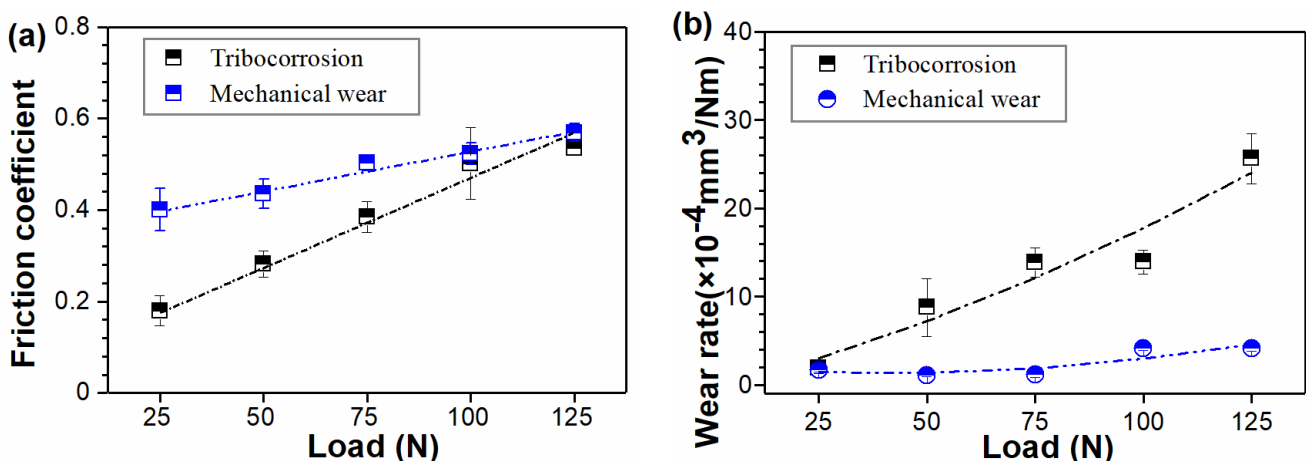 (a)
Friction coefficient
0.8
0.6
0.4
0.2
0
Tribocorrosion
Mechanical wear
25 50 75 100 125
Load (N)
(b)
Wear rate(×10⁻⁴mm³/Nm)
40
30
20
10
0
Tribocorrosion
Mechanical wear
25 50 75 100 125
Load (N)